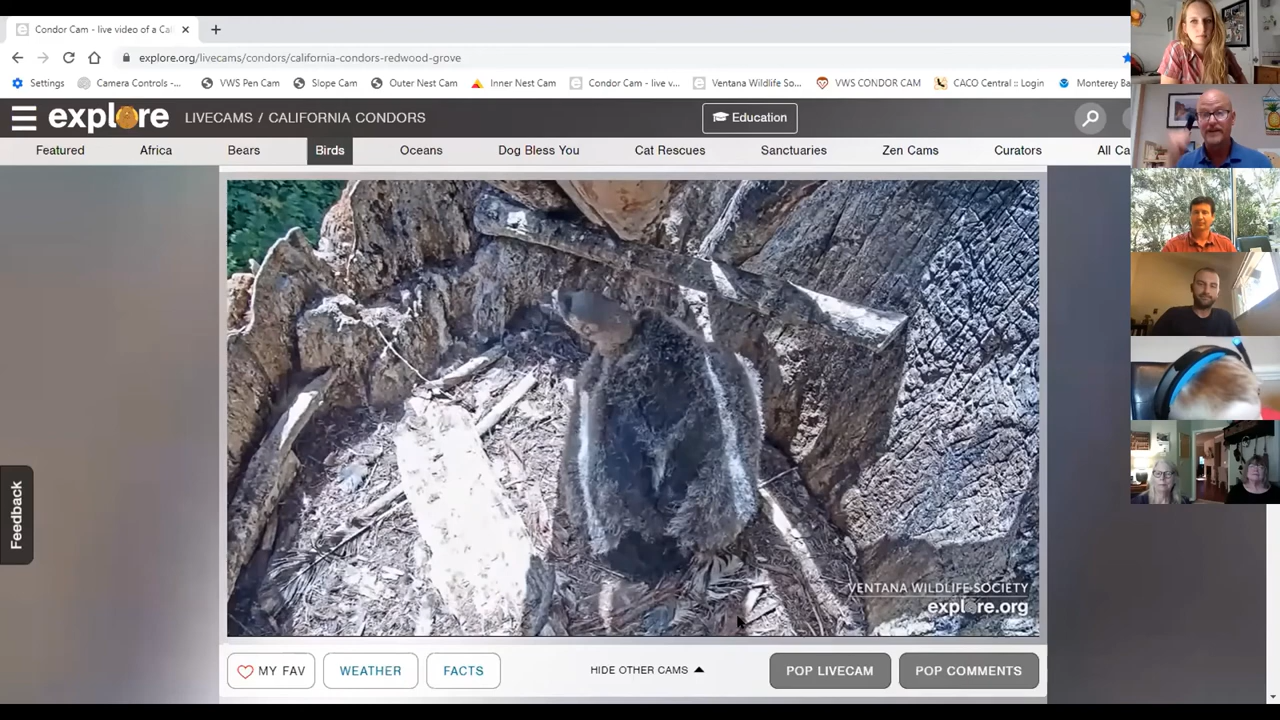 Condor Cam - live video of a Cal
explore.org/livecams/condors/california-condors-redwood-grove
Settings Camera Controls -... VWS Pen Cam Slope Cam Outer Nest Cam Inner Nest Cam Condor Cam - live v... Ventana Wildlife So... VWS CONDOR CAM CACO Central :: Login Monterey Ba
explore LIVECAMS / CALIFORNIA CONDORS Education
Featured Africa Bears Birds Oceans Dog Bless You Cat Rescues Sanctuaries Zen Cams Curators All Ca
Feedback
VENTANA WILDLIFE SOCIETY
explore.org
MY FAV WEATHER FACTS HIDE OTHER CAMS POP LIVECAM POP COMMENTS